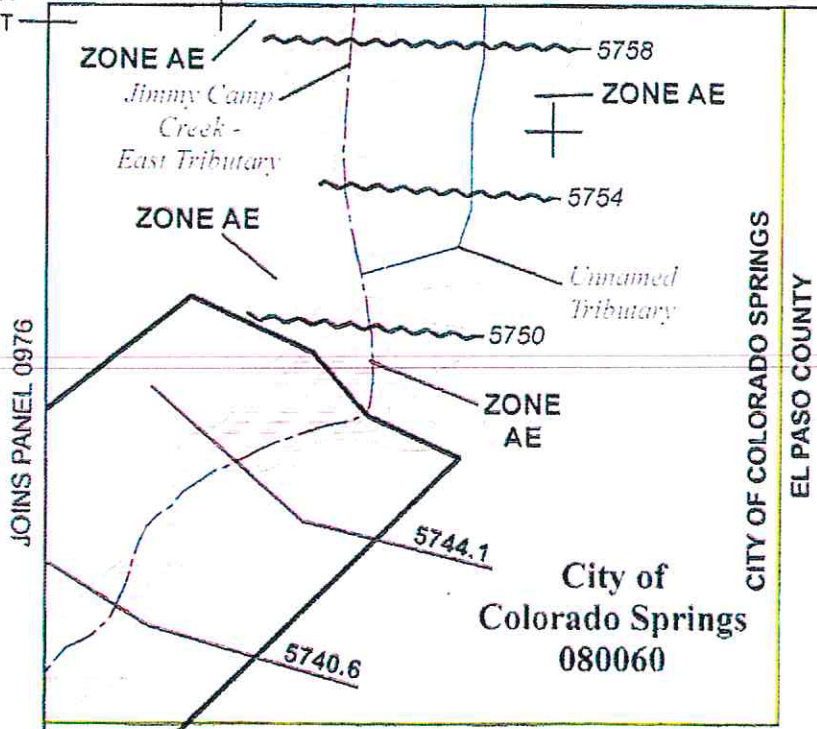 T
ZONE AE
5758
Jimmy Camp
Creek -
East Tributary
ZONE AE
5754
ZONE AE
Unnamed
Tributary
5750
ZONE
AE
JOINS PANEL 0976
CITY OF COLORADO SPRINGS
EL PASO COUNTY
5744.1
City of
Colorado Springs
080060
5740.6